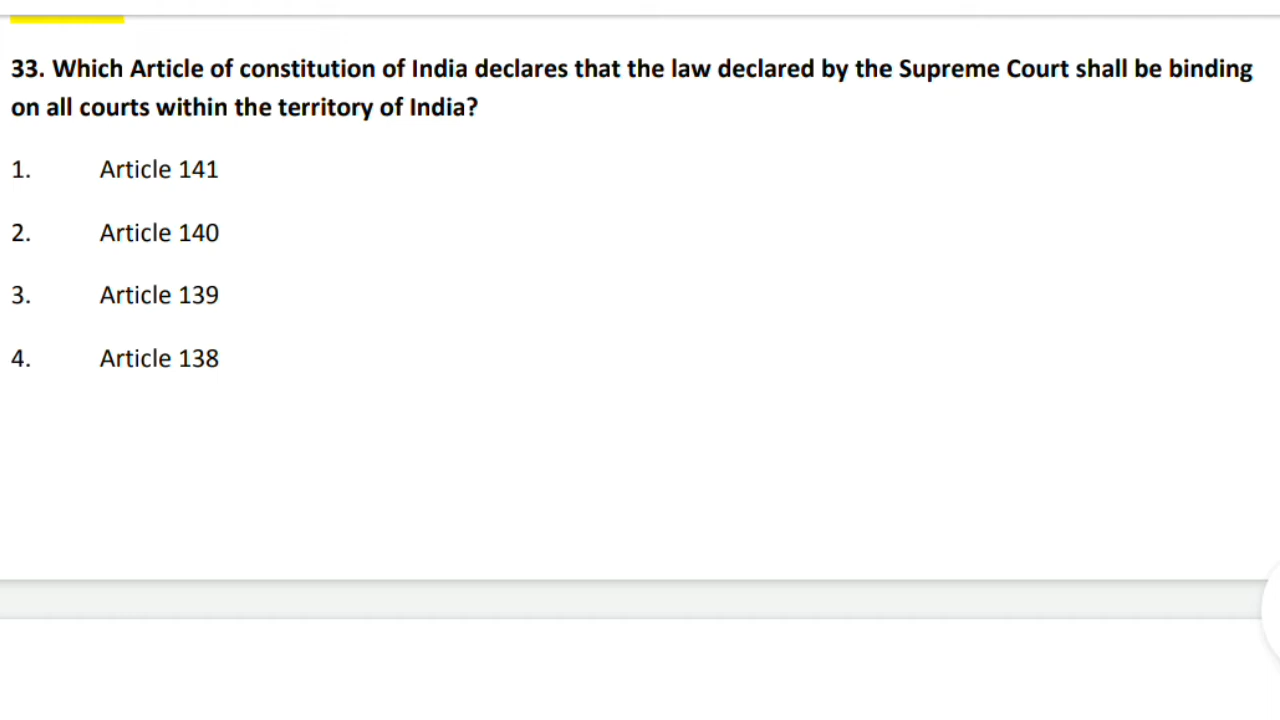 33. Which Article of constitution of India declares that the law declared by the Supreme Court shall be binding
on all courts within the territory of India?
1. Article 141
2. Article 140
3. Article 139
4. Article 138